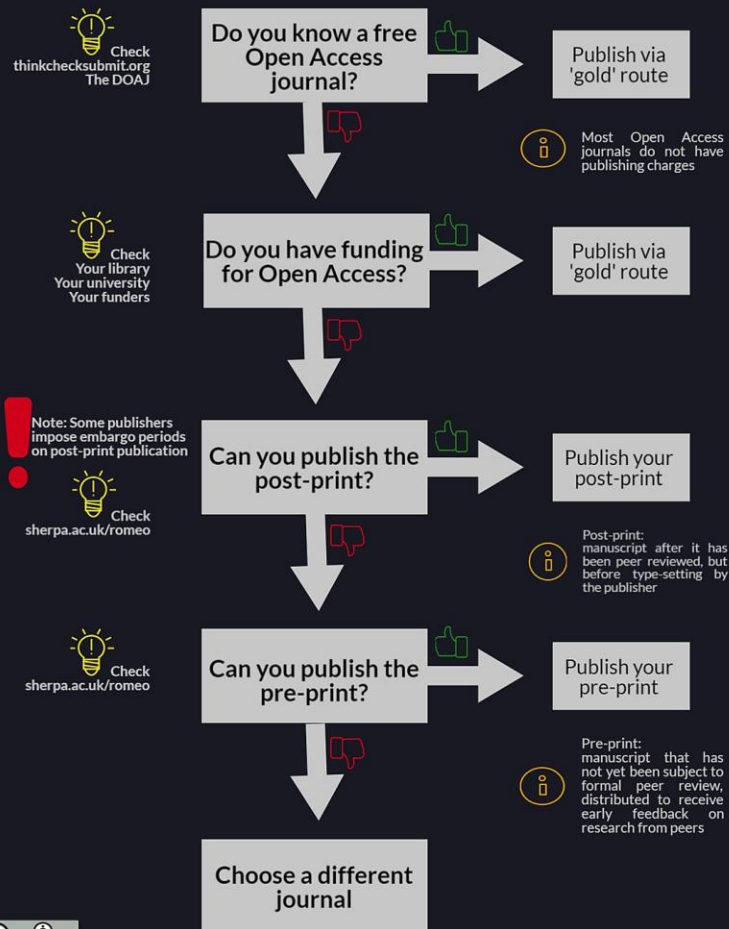 Check
thinkchecksubmit.org
The DOAJ
Do you know a free
Open Access
journal?
Publish via
'gold' route
Most Open Access
journals do not have
publishing charges
Check
Your library
Your university
Your funders
Do you have funding
for Open Access?
Publish via
'gold' route
Note: Some publishers
impose embargo periods
on post-print publication
Check
sherpa.ac.uk/romeo
Can you publish the
post-print?
Publish your
post-print
Post-print:
manuscript after it has
been peer reviewed, but
before type-setting by
the publisher
Check
sherpa.ac.uk/romeo
Can you publish the
pre-print?
Publish your
pre-print
Pre-print:
manuscript that has
not yet been subject to
formal peer review,
distributed to receive
early feedback on
research from peers
Choose a different
journal